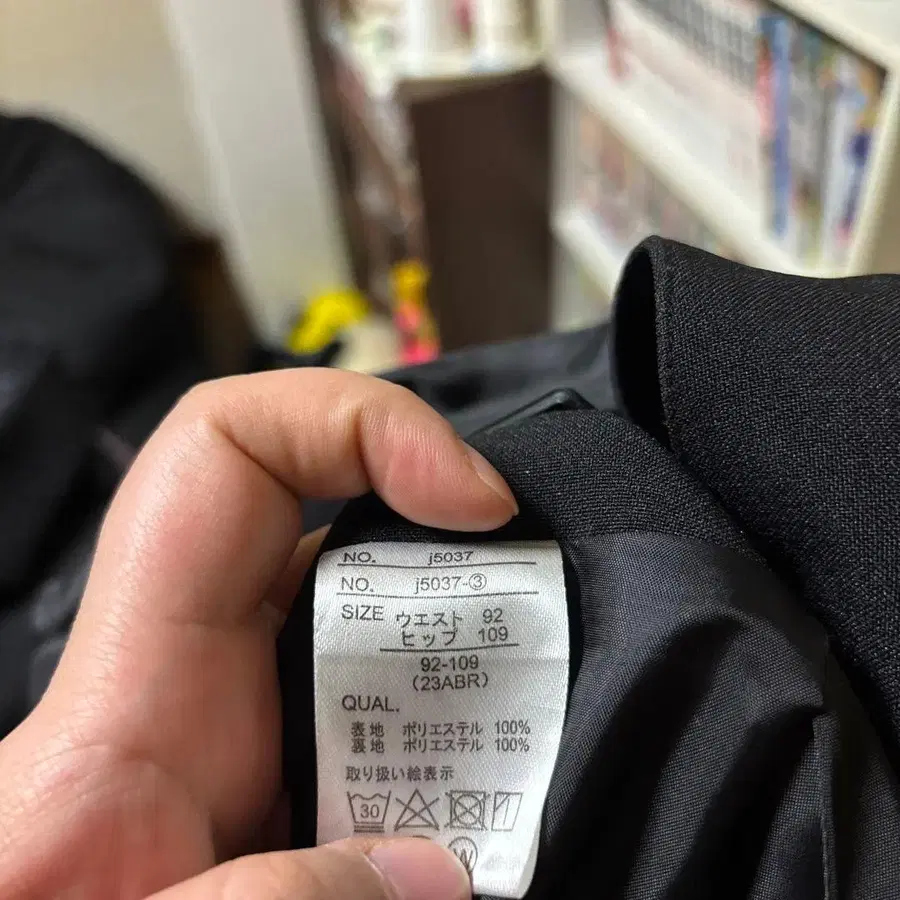 NO. j5037
NO. j5037-③
SIZE ウエスト 92
ヒップ 109
92-109
(23ABR)
QUAL.
表地 ポリエステル 100%
裏地 ポリエステル 100%
取り扱い絵表示
30
W